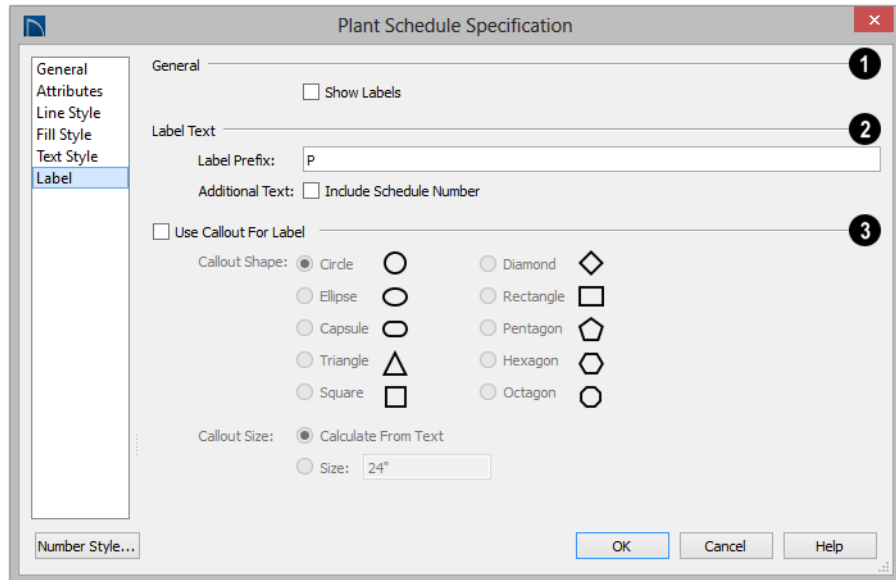 Plant Schedule Specification
General
Attributes
Line Style
Fill Style
Text Style
Label
General
1
Show Labels
Label Text
2
Label Prefix: P
Additional Text: Include Schedule Number
Use Callout For Label
3
Callout Shape: Circle Diamond
Ellipse Rectangle
Capsule Pentagon
Triangle Hexagon
Square Octagon
Callout Size: Calculate From Text
Size: 24"
Number Style... OK Cancel Help